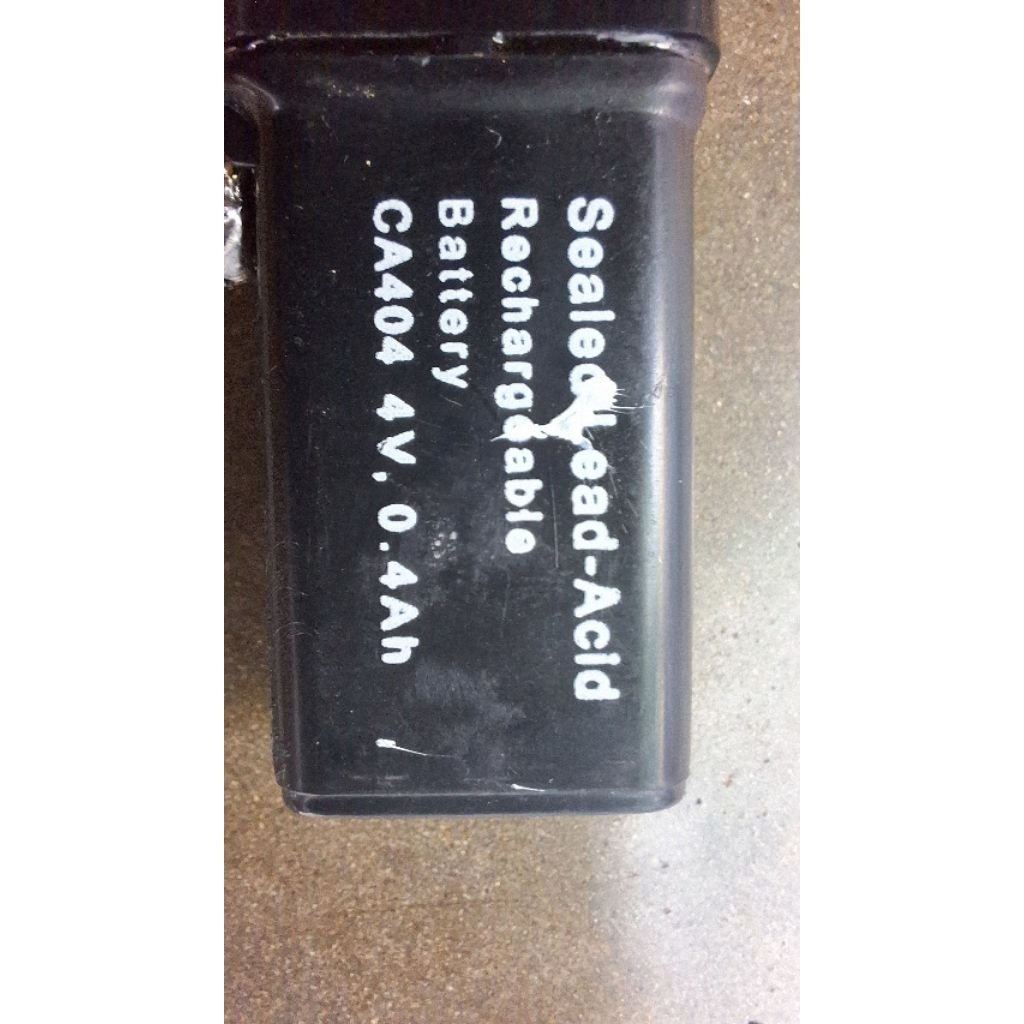 Sealed Lead-Acid
Rechargeable
Battery
CA404 4V, 0.4Ah